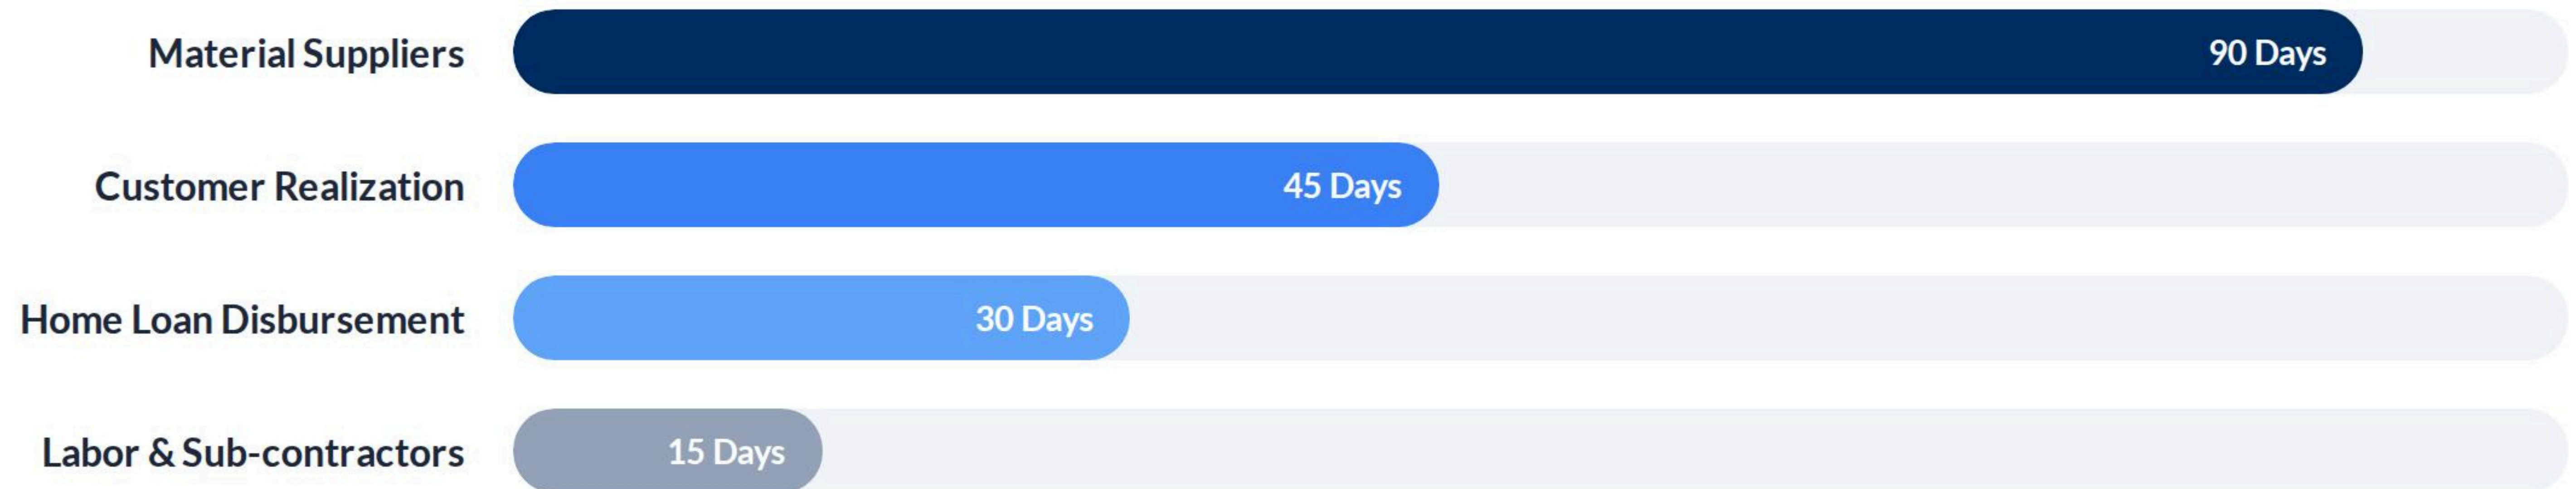 Material Suppliers 90 Days
Customer Realization 45 Days
Home Loan Disbursement 30 Days
Labor & Sub-contractors 15 Days